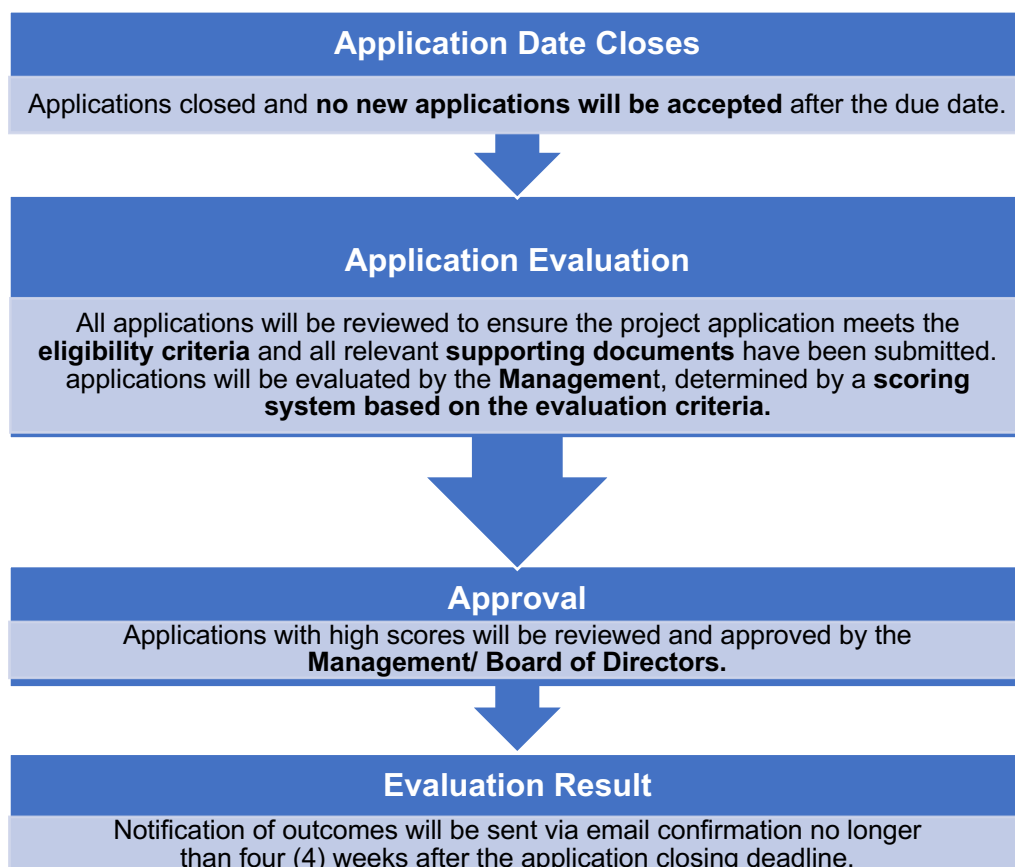 Application Date Closes
Applications closed and no new applications will be accepted after the due date.
Application Evaluation
All applications will be reviewed to ensure the project application meets the
eligibility criteria and all relevant supporting documents have been submitted.
applications will be evaluated by the Management, determined by a scoring
system based on the evaluation criteria.
Approval
Applications with high scores will be reviewed and approved by the
Management/ Board of Directors.
Evaluation Result
Notification of outcomes will be sent via email confirmation no longer
than four (4) weeks after the application closing deadline.